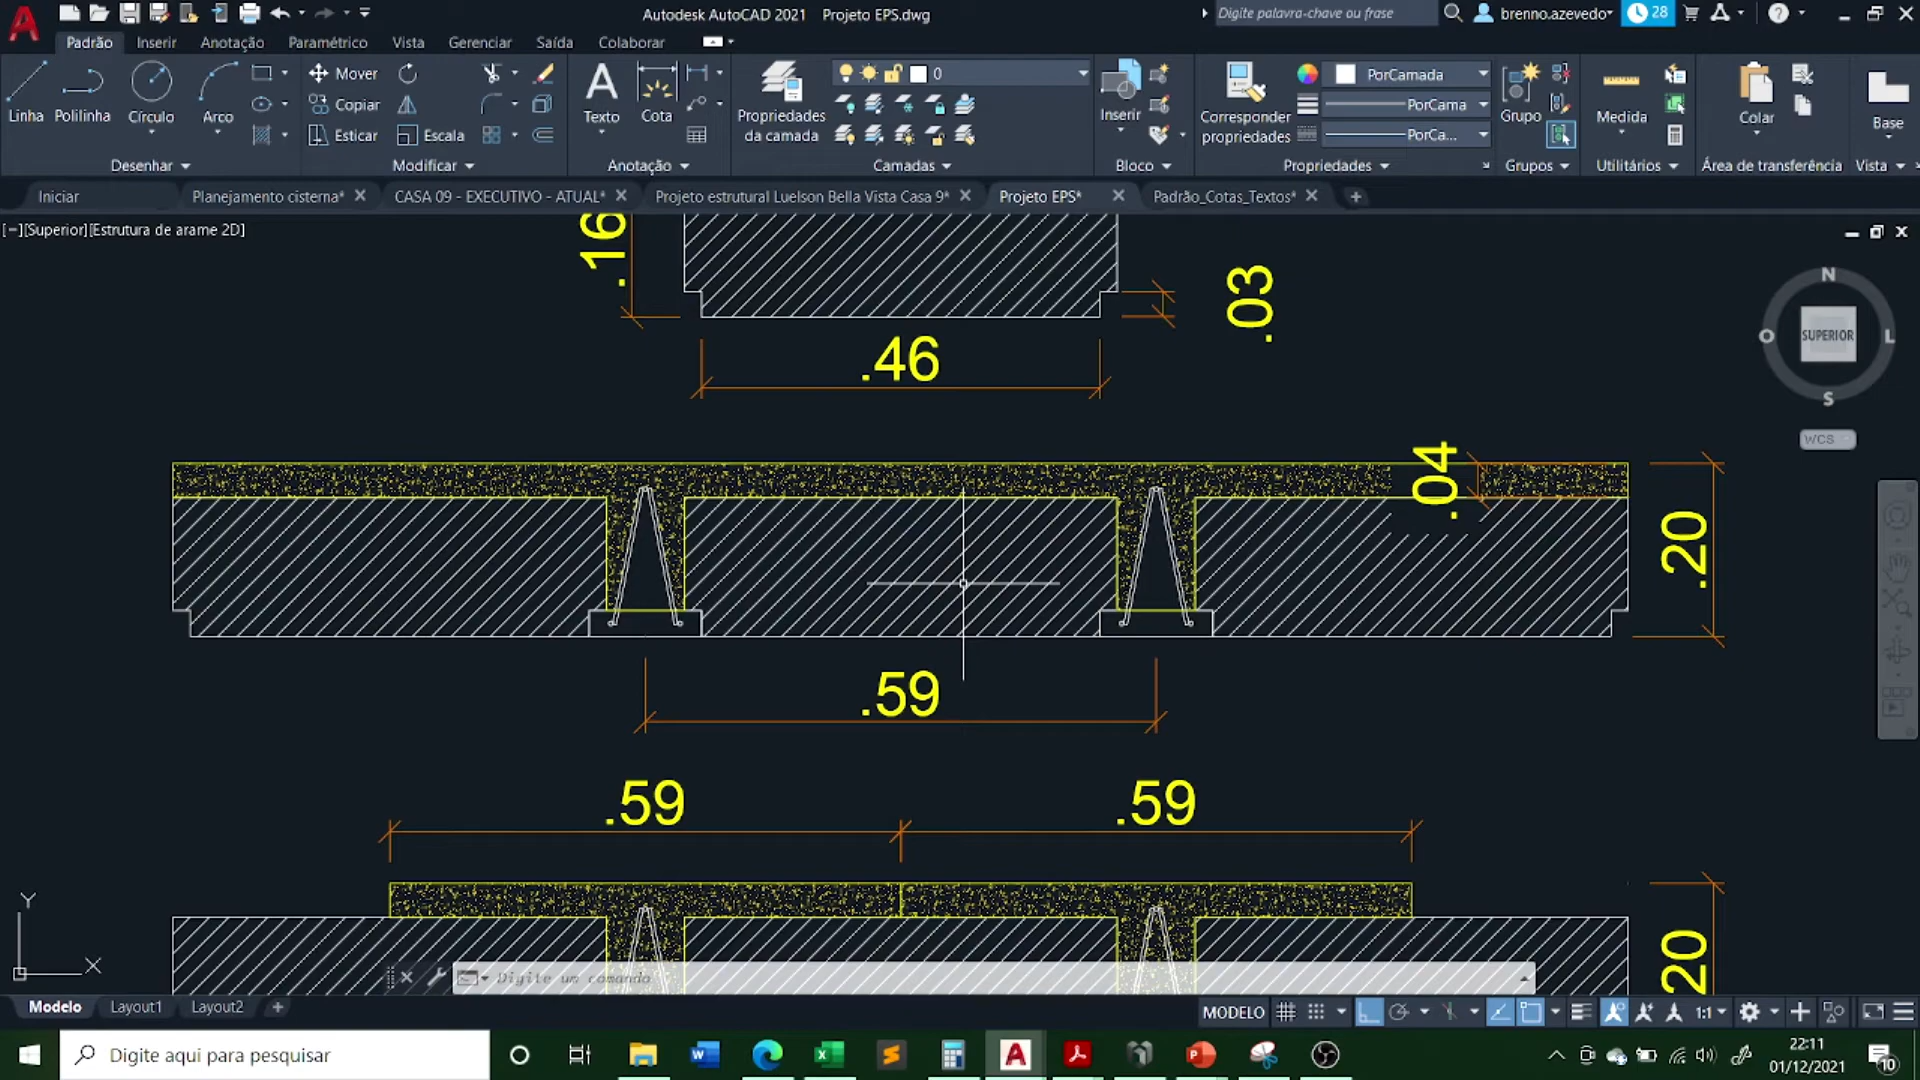 Autodesk AutoCAD 2021 Projeto EPS.dwg
Digite palavra-chave ou frase
brenno.azevedo
28
Padrão Inserir Anotação Paramétrico Vista Gerenciar Saída Colaborar
Linha Polilinha Círculo Arco
Mover
Copiar
Esticar Escala
Texto Cota
Propriedades da camada
0
Inserir
Corresponder propriedades
PorCamada
PorCama
PorCa...
Grupo
Medida
Colar
Base
Desenhar Modificar Anotação Camadas Bloco Propriedades Grupos Utilitários Área de transferência Vista
Iniciar Planejamento cisterna* CASA 09 - EXECUTIVO - ATUAL* Projeto estrutural Luelson Bella Vista Casa 9* Projeto EPS* Padrão_Cotas_Textos*
[−][Superior][Estrutura de arame 2D]
N
O SUPERIOR L
S
WCS
.16
.03
.46
.04
.20
.59
.59 .59
.20
Y
X
Digite um comando
Modelo Layout1 Layout2
MODELO
1:1
Digite aqui para pesquisar
22:11
01/12/2021
10